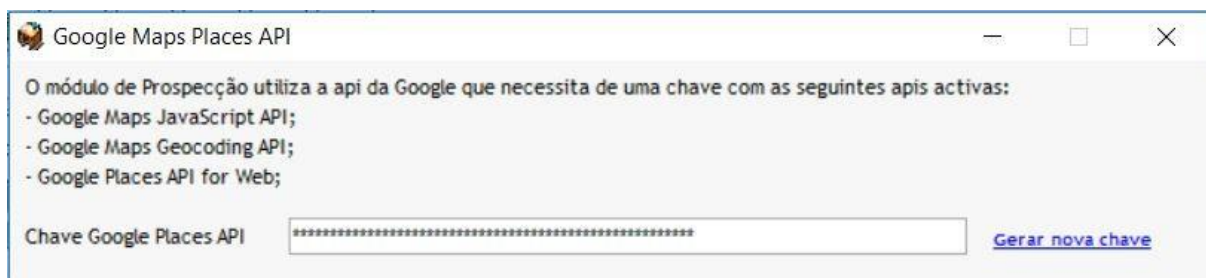 Google Maps Places API
O módulo de Prospecção utiliza a api da Google que necessita de uma chave com as seguintes apis activas:
- Google Maps JavaScript API;
- Google Maps Geocoding API;
- Google Places API for Web;
Chave Google Places API ****************************************************** Gerar nova chave